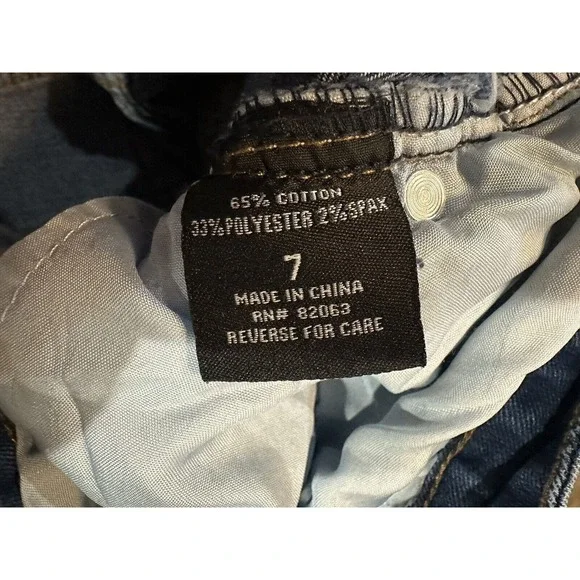 65% COTTON
33% POLYESTER 2% SPAX
7
MADE IN CHINA
RN# 82063
REVERSE FOR CARE